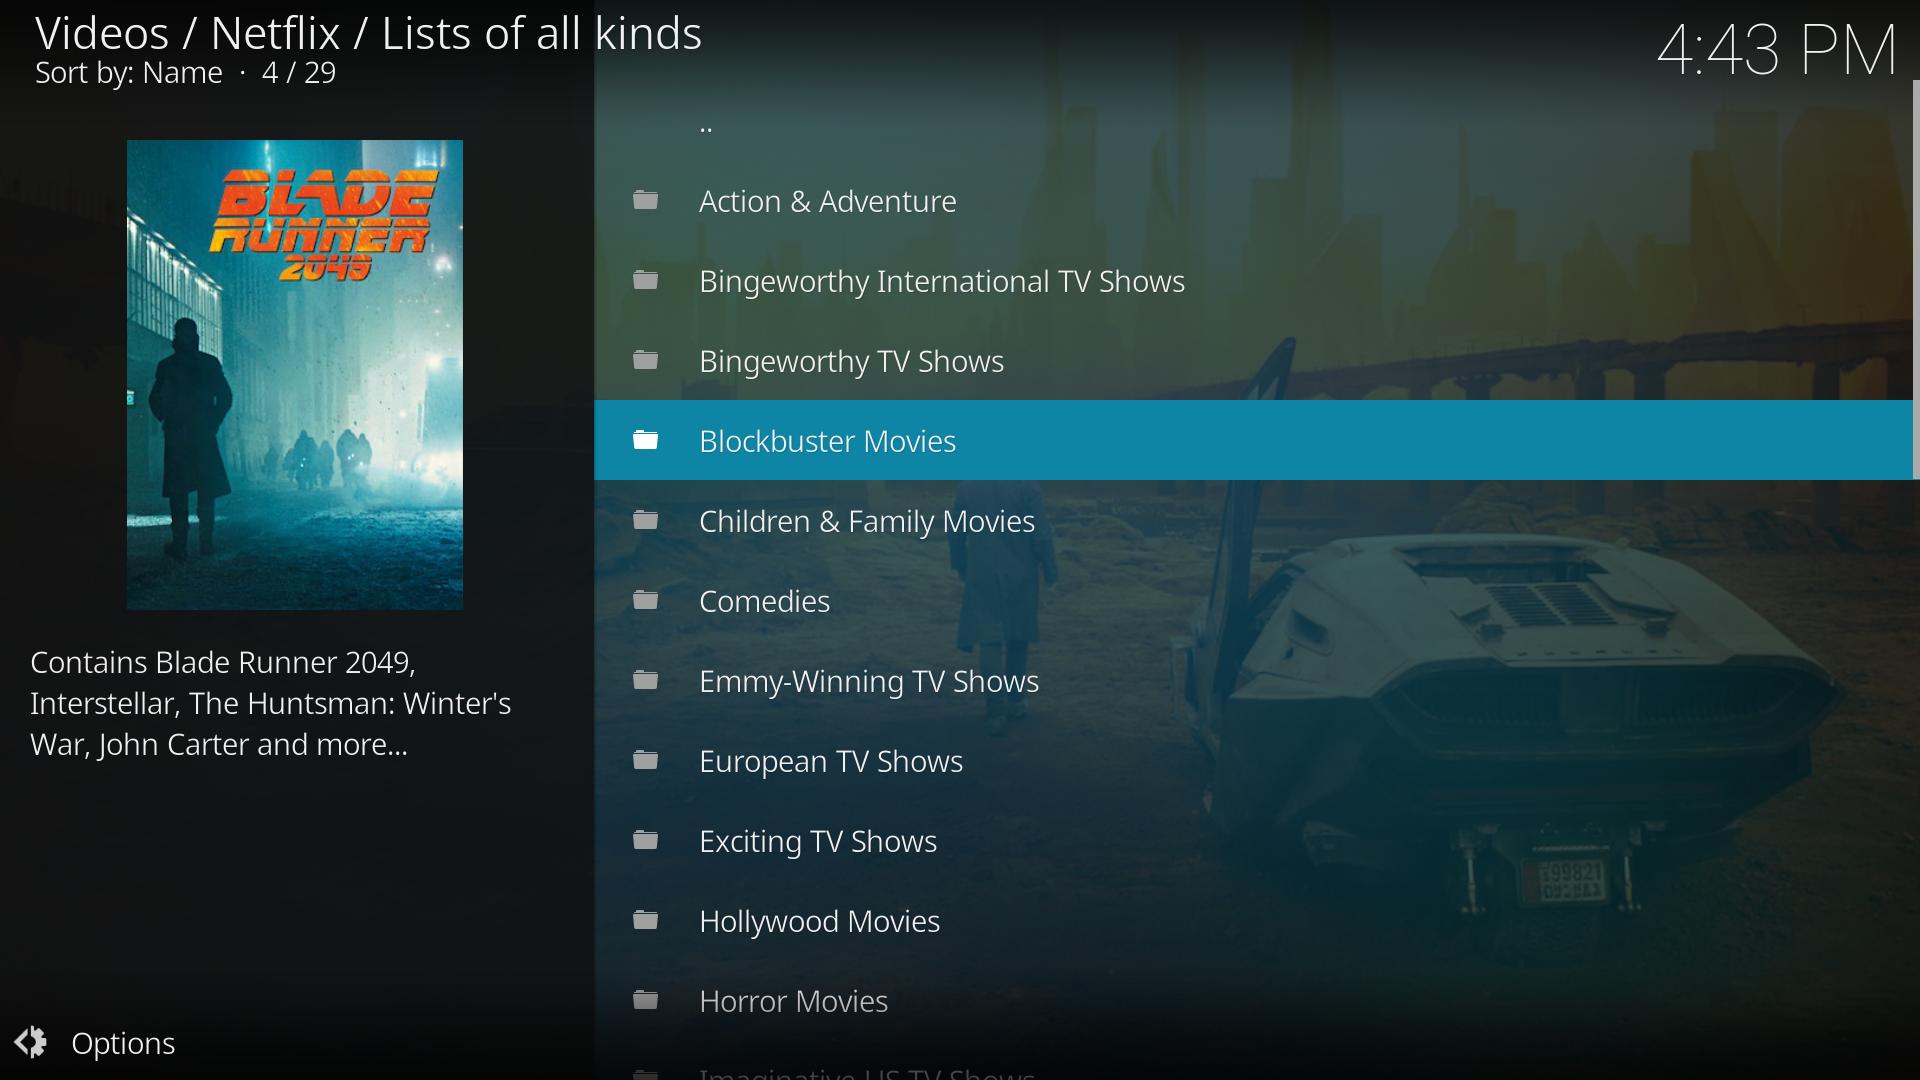 Videos / Netflix / Lists of all kinds
Sort by: Name · 4 / 29
4:43 PM
BLADE
RUNNER
2049
Contains Blade Runner 2049,
Interstellar, The Huntsman: Winter's
War, John Carter and more...
..
Action & Adventure
Bingeworthy International TV Shows
Bingeworthy TV Shows
Blockbuster Movies
Children & Family Movies
Comedies
Emmy-Winning TV Shows
European TV Shows
Exciting TV Shows
Hollywood Movies
Horror Movies
Imaginative US TV Shows
Options